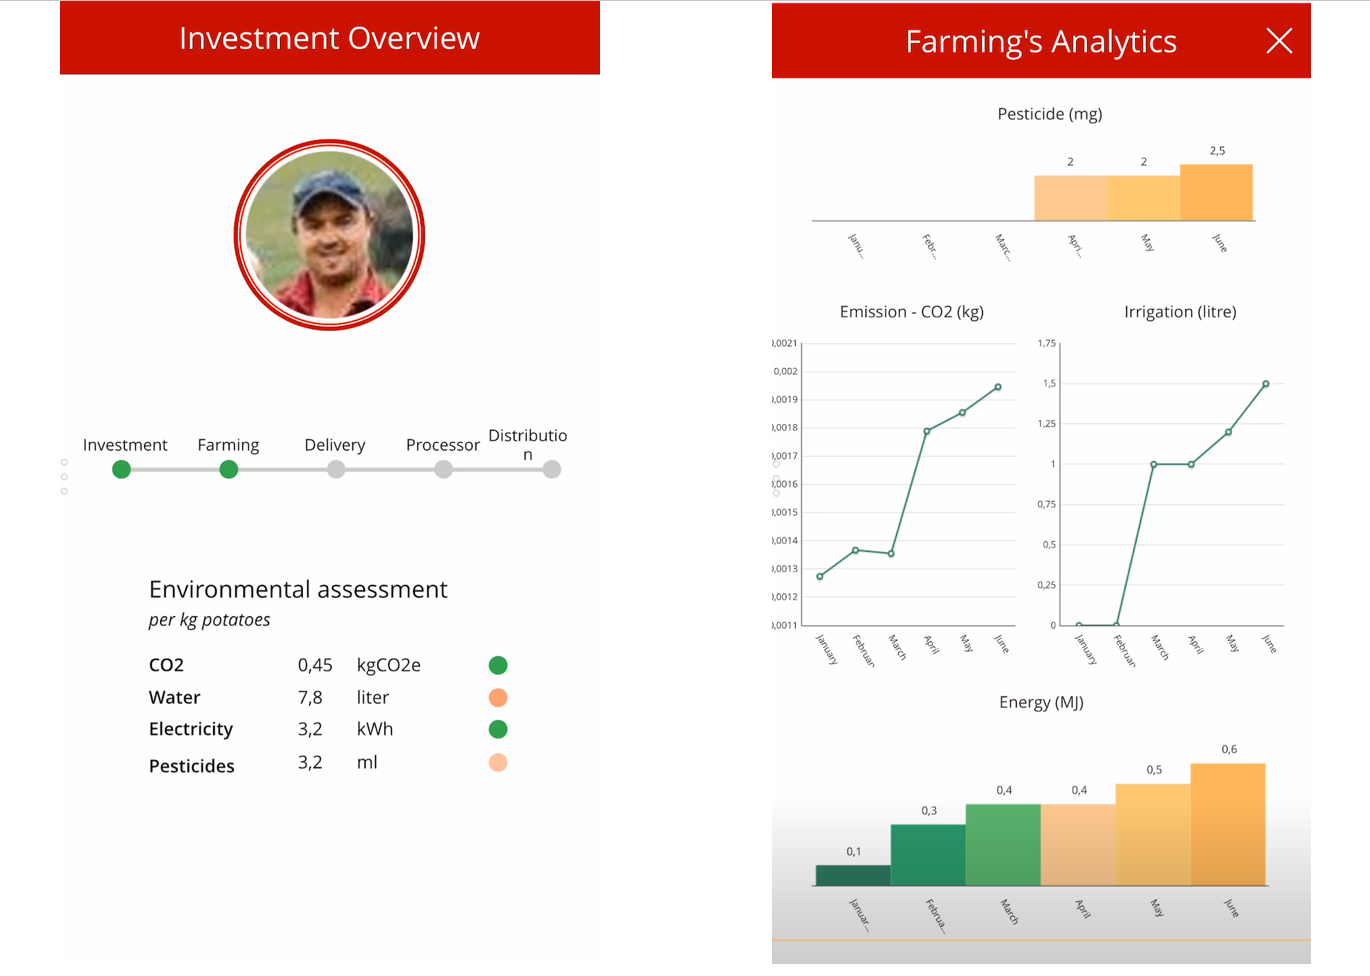 Investment Overview
Investment Farming Delivery Processor Distributio
n
Environmental assessment
per kg potatoes
CO2 0,45 kgCO2e
Water 7,8 liter
Electricity 3,2 kWh
Pesticides 3,2 ml
Farming's Analytics
Pesticide (mg)
2 2 2,5
Janu... Febr... Marc... Apri... May June
Emission - CO2 (kg)
0,0021
0,002
0,0019
0,0018
0,0017
0,0016
0,0015
0,0014
0,0013
0,0012
0,0011
January Februar March April May June
Irrigation (litre)
1,75
1,5
1,25
1
0,75
0,5
0,25
0
January Februar March April May June
Energy (MJ)
0,1 0,3 0,4 0,4 0,5 0,6
Januar... Februa... March April May June